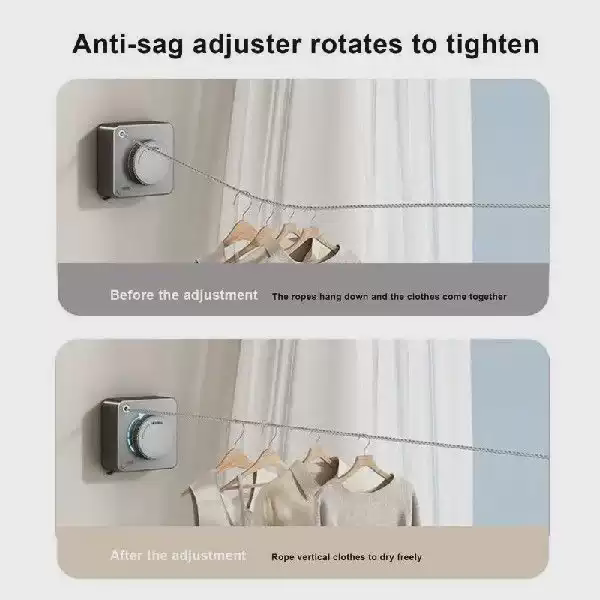 Anti-sag adjuster rotates to tighten
Before the adjustment The ropes hang down and the clothes come together
After the adjustment Rope vertical clothes to dry freely